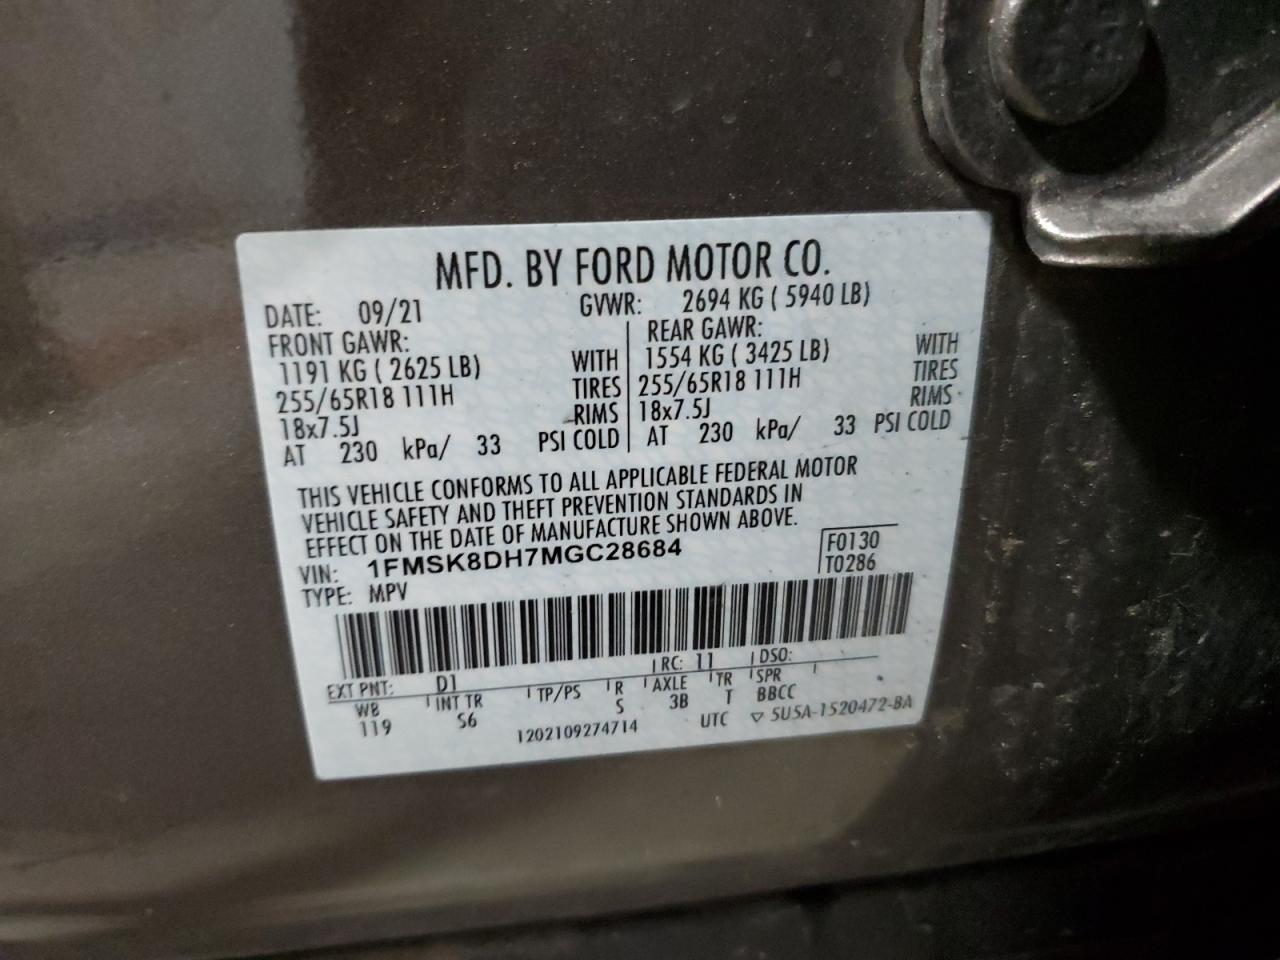 MFD. BY FORD MOTOR CO.
DATE: 09/21 GVWR: 2694 KG ( 5940 LB)
FRONT GAWR: REAR GAWR:
1191 KG ( 2625 LB) WITH 1554 KG ( 3425 LB) WITH
255/65R18 111H TIRES 255/65R18 111H TIRES
18x7.5J RIMS 18x7.5J RIMS
AT 230 kPa/ 33 PSI COLD AT 230 kPa/ 33 PSI COLD
THIS VEHICLE CONFORMS TO ALL APPLICABLE FEDERAL MOTOR
VEHICLE SAFETY AND THEFT PREVENTION STANDARDS IN
EFFECT ON THE DATE OF MANUFACTURE SHOWN ABOVE.
VIN: 1FMSK8DH7MGC28684 F0130
TYPE: MPV T0286
EXT PNT: D1 RC: 11 DSO:
WB INT TR TP/PS R AXLE TR SPR
119 S6 S 3B T BBCC
1202109274714 UTC ▽ 5U5A-1520472-BA